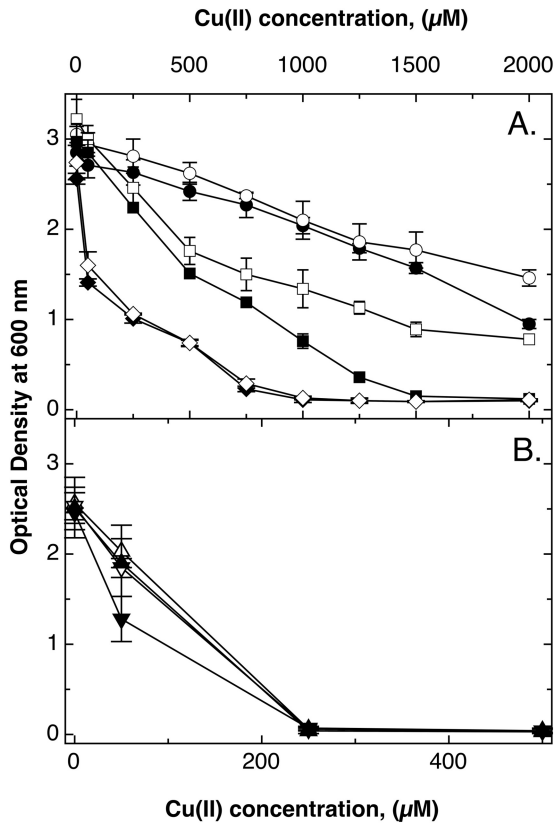 Cu(II) concentration, (µM)
0 500 1000 1500 2000
A.
3
2
1
0
Optical Density at 600 nm
B.
3
2
1
0
0 200 400
Cu(II) concentration, (µM)